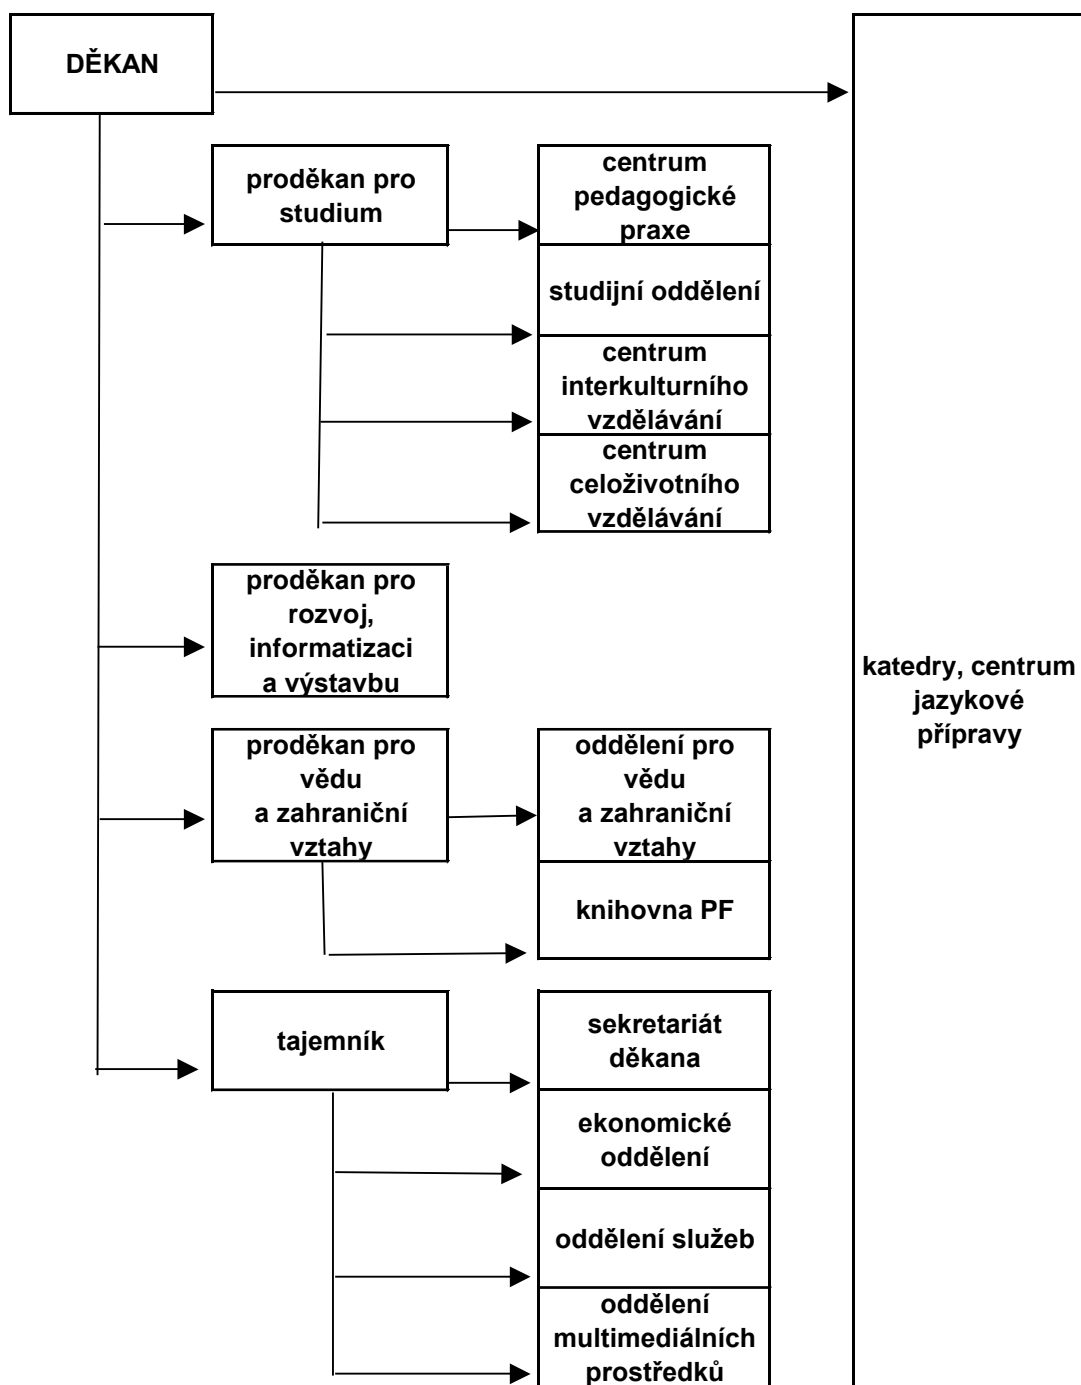 DĚKAN
proděkan pro
studium
centrum
pedagogické
praxe
studijní oddělení
centrum
interkulturního
vzdělávání
centrum
celoživotního
vzdělávání
proděkan pro
rozvoj,
informatizaci
a výstavbu
katedry, centrum
jazykové
přípravy
proděkan pro
vědu
a zahraniční
vztahy
oddělení pro
vědu
a zahraniční
vztahy
knihovna PF
tajemník
sekretariát
děkana
ekonomické
oddělení
oddělení služeb
oddělení
multimediálních
prostředků